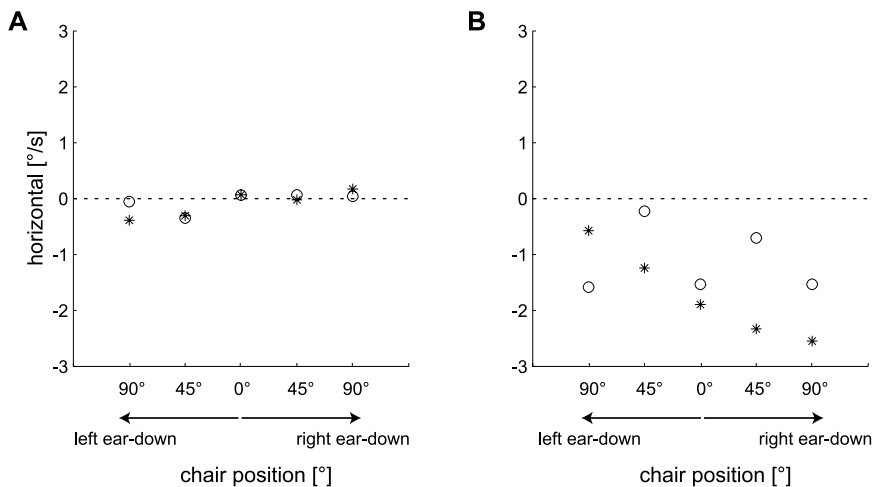 A
B
horizontal [°/s]
3
2
1
0
-1
-2
-3
90° 45° 0° 45° 90°
left ear-down right ear-down
chair position [°]
3
2
1
0
-1
-2
-3
90° 45° 0° 45° 90°
left ear-down right ear-down
chair position [°]